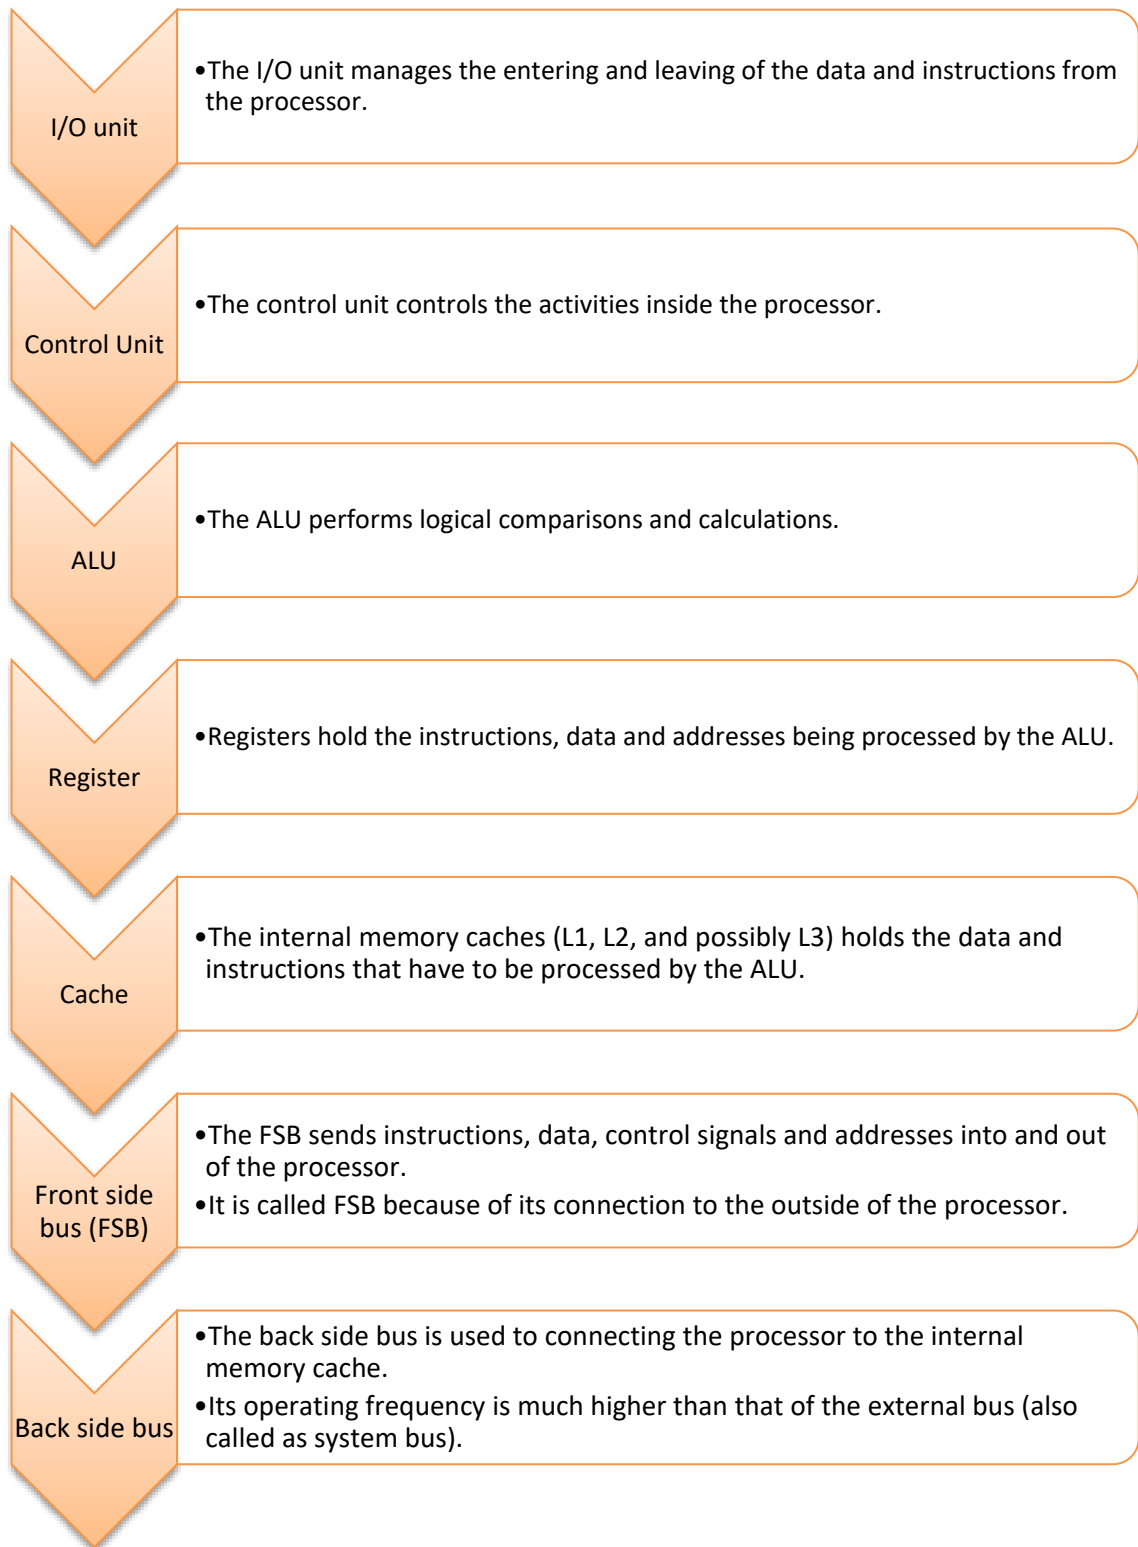 I/O unit
•The I/O unit manages the entering and leaving of the data and instructions from
the processor.
Control Unit
•The control unit controls the activities inside the processor.
ALU
•The ALU performs logical comparisons and calculations.
Register
•Registers hold the instructions, data and addresses being processed by the ALU.
Cache
•The internal memory caches (L1, L2, and possibly L3) holds the data and
instructions that have to be processed by the ALU.
Front side
bus (FSB)
•The FSB sends instructions, data, control signals and addresses into and out
of the processor.
•It is called FSB because of its connection to the outside of the processor.
Back side bus
•The back side bus is used to connecting the processor to the internal
memory cache.
•Its operating frequency is much higher than that of the external bus (also
called as system bus).